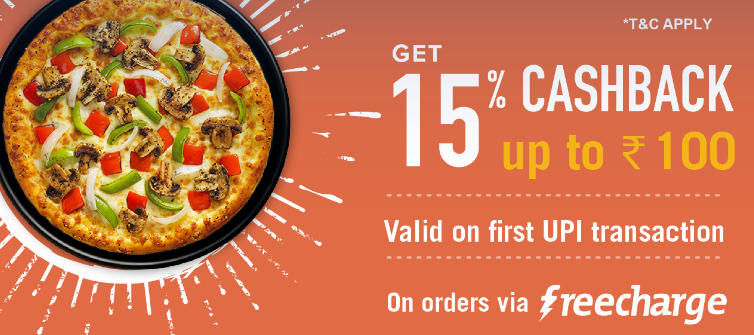 *T&C APPLY
GET
15% CASHBACK
up to ₹ 100
Valid on first UPI transaction
On orders via freecharge